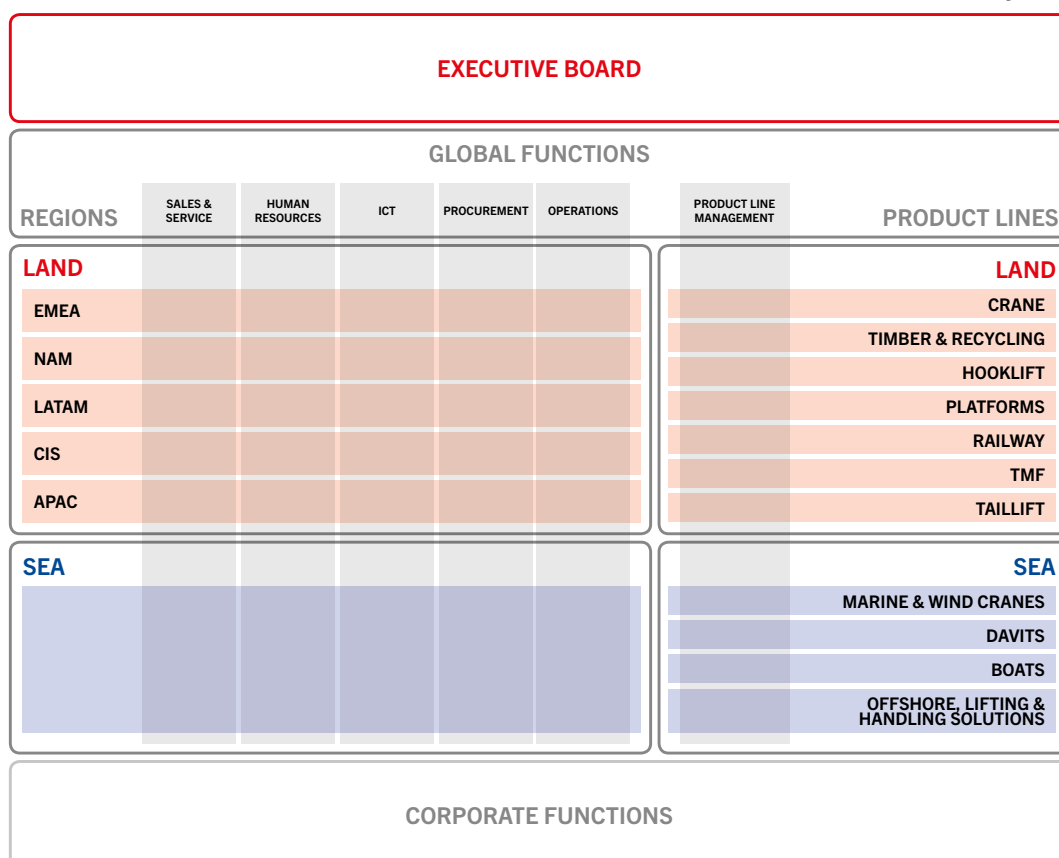 EXECUTIVE BOARD
GLOBAL FUNCTIONS
REGIONS
SALES &
SERVICE
HUMAN
RESOURCES
ICT
PROCUREMENT
OPERATIONS
PRODUCT LINE
MANAGEMENT
PRODUCT LINES
LAND
EMEA
NAM
LATAM
CIS
APAC
LAND
CRANE
TIMBER & RECYCLING
HOOKLIFT
PLATFORMS
RAILWAY
TMF
TAILLIFT
SEA
SEA
MARINE & WIND CRANES
DAVITS
BOATS
OFFSHORE, LIFTING &
HANDLING SOLUTIONS
CORPORATE FUNCTIONS